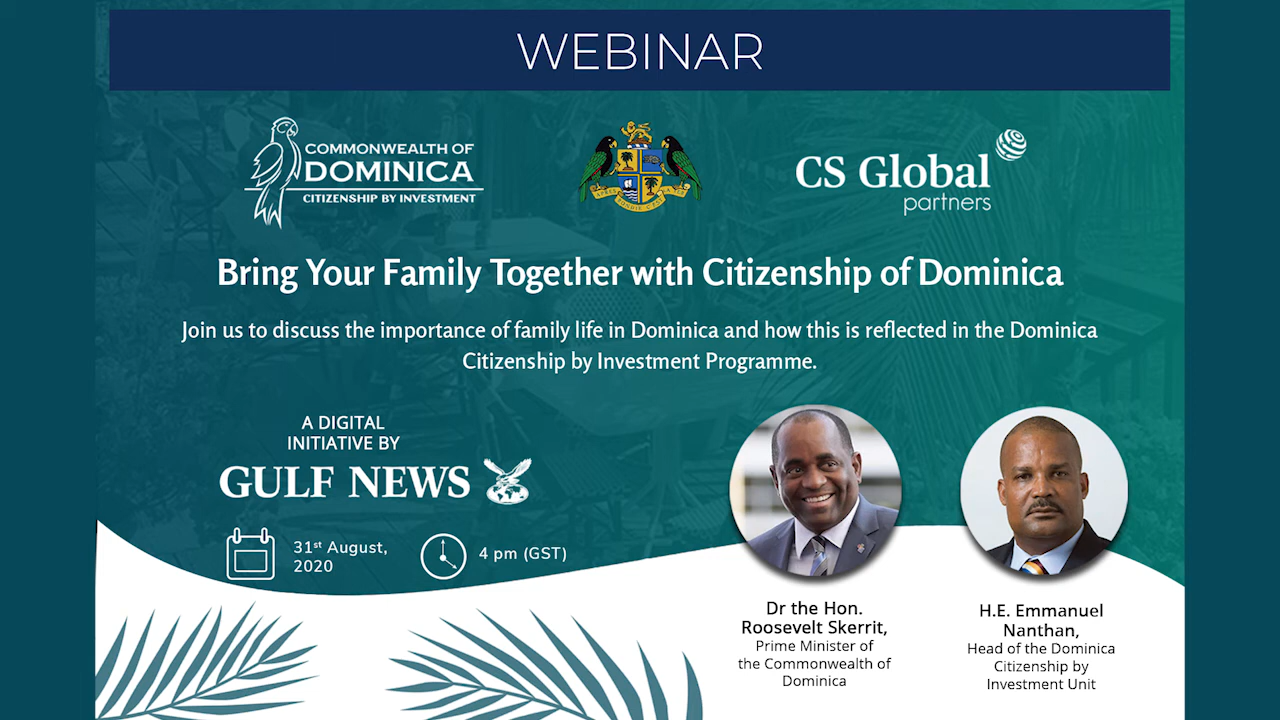 WEBINAR
COMMONWEALTH OF
DOMINICA
CITIZENSHIP BY INVESTMENT
CS Global
partners
Bring Your Family Together with Citizenship of Dominica
Join us to discuss the importance of family life in Dominica and how this is reflected in the Dominica
Citizenship by Investment Programme.
A DIGITAL
INITIATIVE BY
GULF NEWS
31st August,
2020
4 pm (GST)
Dr the Hon.
Roosevelt Skerrit,
Prime Minister of
the Commonwealth of
Dominica
H.E. Emmanuel
Nanthan,
Head of the Dominica
Citizenship by
Investment Unit